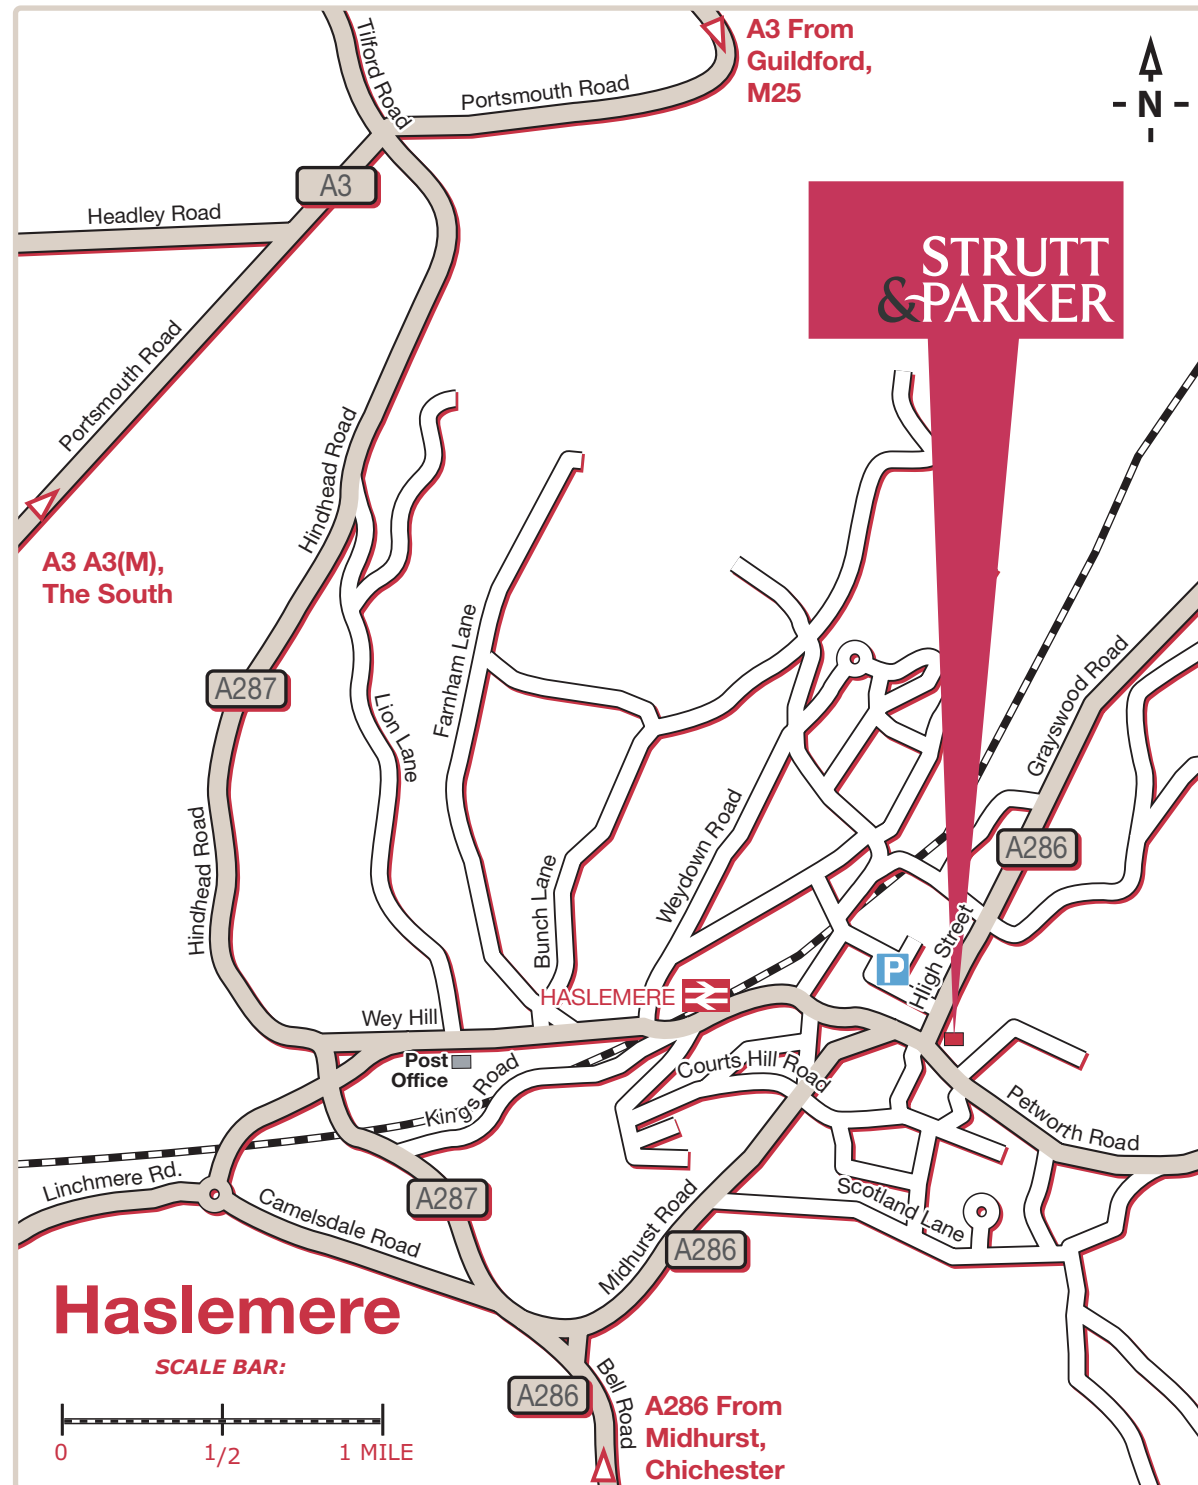 A3 From
Guildford,
M25
Tilford Road
Portsmouth Road
N
A3
Headley Road
STRUTT
&PARKER
Portsmouth Road
Hindhead Road
A3 A3(M),
The South
Farnham Lane
Grayswood Road
A287
Lion Lane
Weydown Road
Hindhead Road
A286
Bunch Lane
High Street
P
HASLEMERE
Wey Hill
Post
Office
Kings Road
Courts Hill Road
Petworth Road
Linchmere Rd.
A287
Camelsdale Road
Scotland Lane
Midhurst Road
A286
Haslemere
SCALE BAR:
0
1/2
1 MILE
A286
Bell Road
A286 From
Midhurst,
Chichester